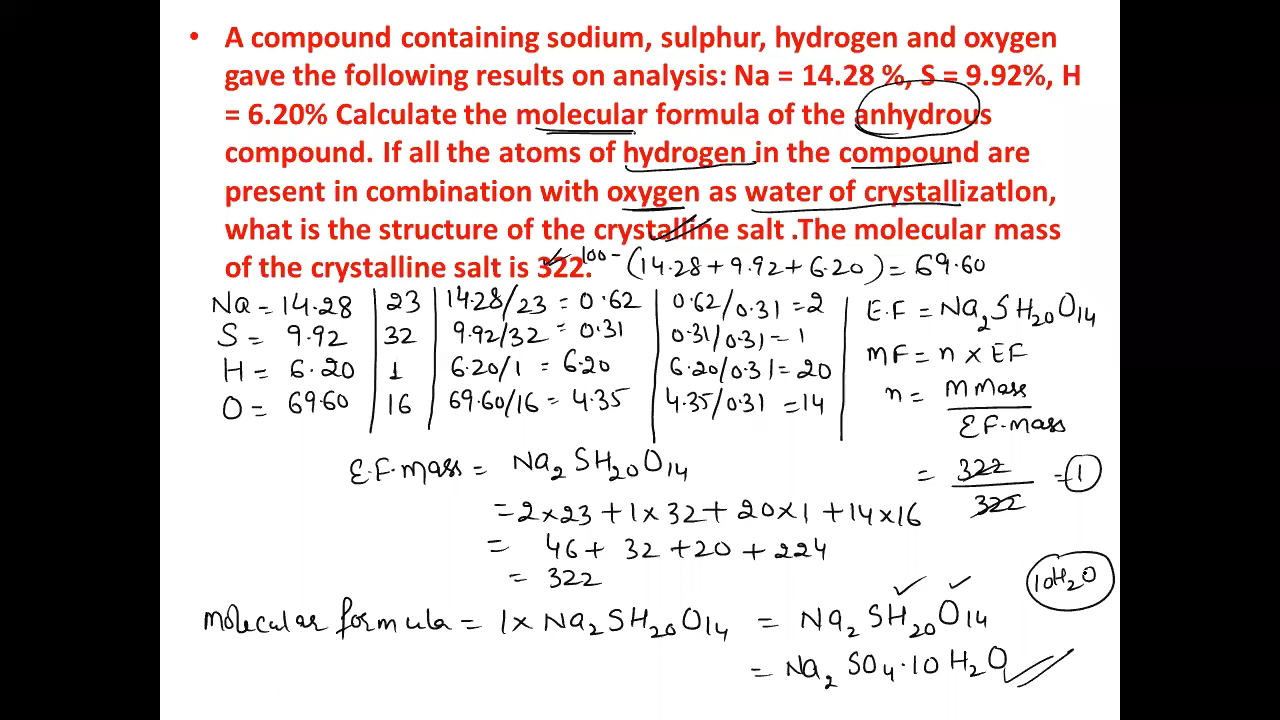 • A compound containing sodium, sulphur, hydrogen and oxygen
gave the following results on analysis: Na = 14.28 %, S = 9.92%, H
= 6.20% Calculate the molecular formula of the anhydrous
compound. If all the atoms of hydrogen in the compound are
present in combination with oxygen as water of crystallizatlon,
what is the structure of the crystalline salt .The molecular mass
of the crystalline salt is 322. 100 - (14.28 + 9.92 + 6.20) = 69.60
Na = 14.28 | 23 | 14.28/23 = 0.62 | 0.62/0.31 = 2 | E.F = Na₂SH₂₀O₁₄
S = 9.92 | 32 | 9.92/32 = 0.31 | 0.31/0.31 = 1 | MF = n × EF
H = 6.20 | 1 | 6.20/1 = 6.20 | 6.20/0.31 = 20 | n = M Mass / EF.mass
O = 69.60 | 16 | 69.60/16 = 4.35 | 4.35/0.31 = 14
E.F.mass = Na₂SH₂₀O₁₄ = 322/322 = 1
= 2×23 + 1×32 + 20×1 + 14×16
= 46 + 32 + 20 + 224
= 322 10H₂O
Molecular formula = 1× Na₂SH₂₀O₁₄ = Na₂SH₂₀O₁₄
= Na₂SO₄·10H₂O